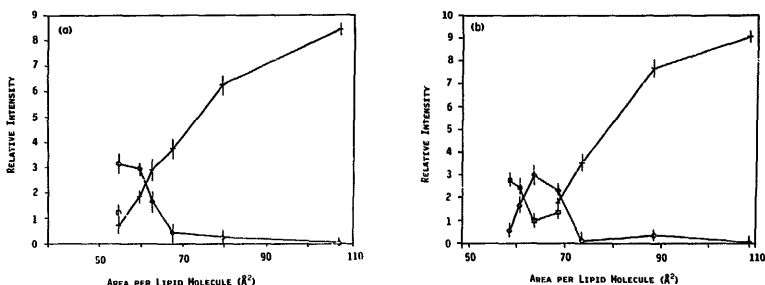 (a)
9
8
7
6
5
4
3
2
1
0
RELATIVE INTENSITY
50 70 90 110
AREA PER LIPID MOLECULE (Å²)
(b)
10
9
8
7
6
5
4
3
2
1
0
RELATIVE INTENSITY
50 70 90 110
AREA PER LIPID MOLECULE (Å²)